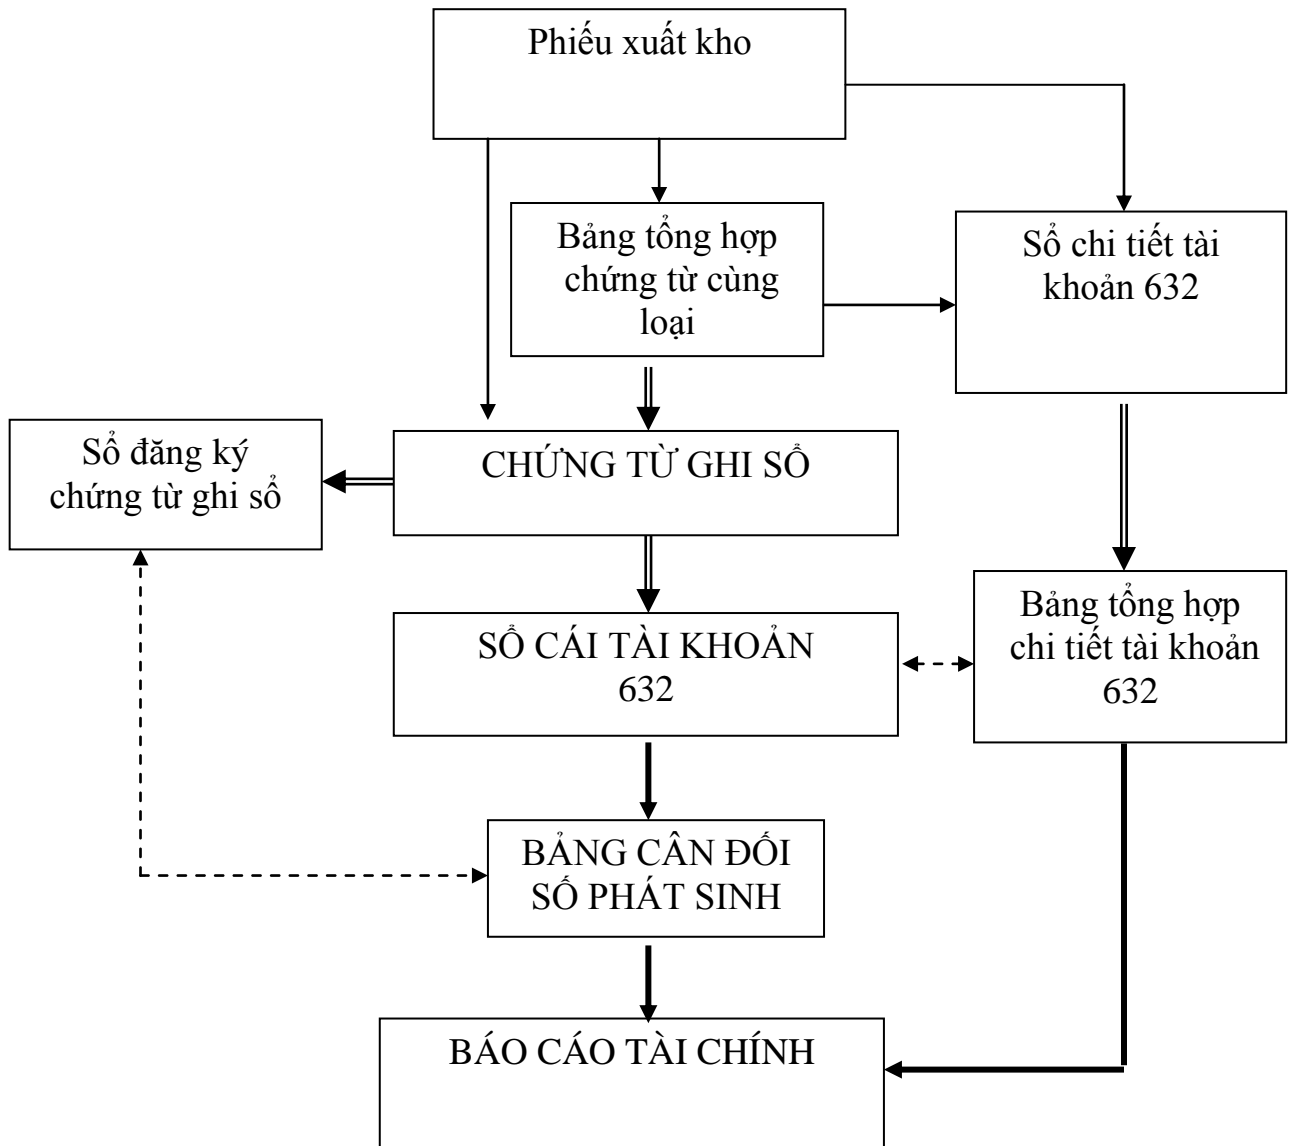 Phiếu xuất kho
Bảng tổng hợp
chứng từ cùng
loại
Sổ chi tiết tài
khoản 632
Sổ đăng ký
chứng từ ghi sổ
CHỨNG TỪ GHI SỔ
SỔ CÁI TÀI KHOẢN
632
Bảng tổng hợp
chi tiết tài khoản
632
BẢNG CÂN ĐỐI
SỐ PHÁT SINH
BÁO CÁO TÀI CHÍNH